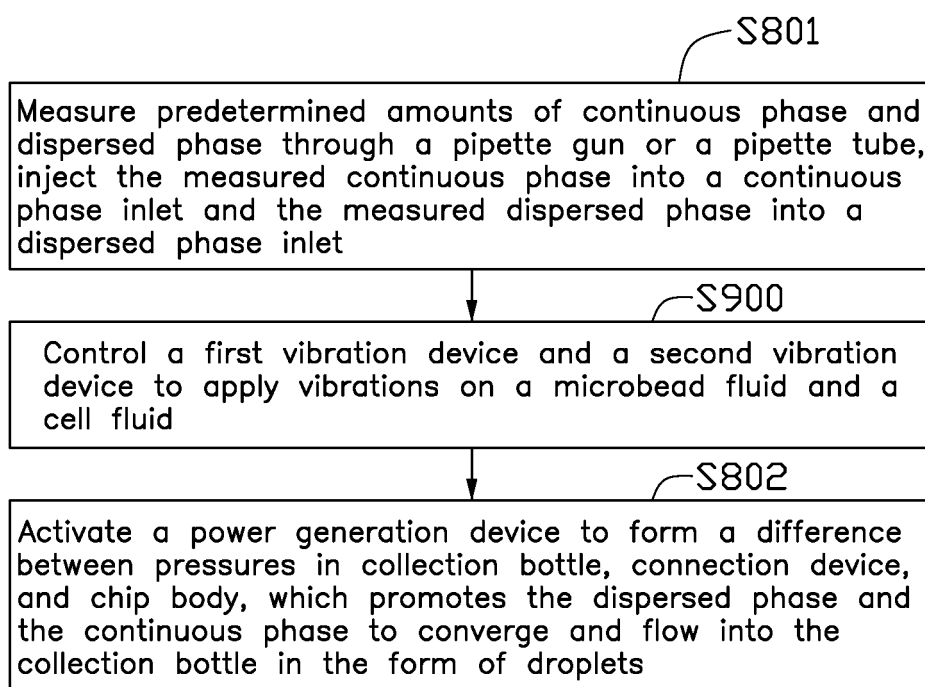 S801
Measure predetermined amounts of continuous phase and
dispersed phase through a pipette gun or a pipette tube,
inject the measured continuous phase into a continuous
phase inlet and the measured dispersed phase into a
dispersed phase inlet
S900
Control a first vibration device and a second vibration
device to apply vibrations on a microbead fluid and a
cell fluid
S802
Activate a power generation device to form a difference
between pressures in collection bottle, connection device,
and chip body, which promotes the dispersed phase and
the continuous phase to converge and flow into the
collection bottle in the form of droplets